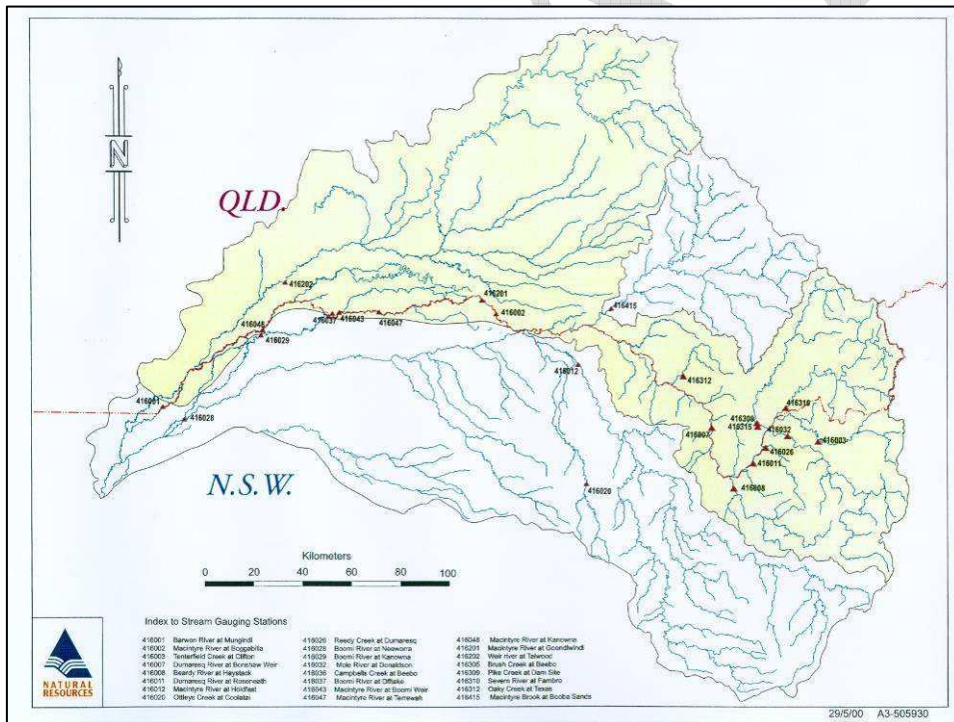 N
QLD.
416202
416201
416415
416002
416043
416037
416047
416048
416029
416012
416312
416001
416028
416310
416309
416315
416032
416007
416003
416026
416011
N.S.W.
416020
416008
Kilometers
0 20 40 60 80 100
Index to Stream Gauging Stations
416001 Barwon River at Mungindi
416002 Macintyre River at Boggabilla
416003 Tenterfield Creek at Clifton
416007 Dumaresq River at Bonshaw Weir
416008 Beardy River at Haystack
416011 Dumaresq River at Roseneath
416012 MacIntyre River at Holdfast
416020 Ottleys Creek at Coolatai
416026 Reedy Creek at Dumaresq
416028 Boomi River at Neeworra
416029 Boomi River at Kanowna
416032 Mole River at Donaldson
416036 Campbells Creek at Beebo
416037 Boomi River at Offtake
416043 Macintyre River at Boomi Weir
416047 Macintyre River at Terrewah
416048 Macintyre River at Kanowna
416201 Macintyre River at Goondiwindi
416202 Weir river at Talwood
416305 Brush Creek at Beebo
416309 Pike Creek at Dam Site
416310 Severn River at Fambro
416312 Oaky Creek at Texas
416415 Macintyre Brook at Booba Sands
NATURAL
RESOURCES
29/5/00 A3-505930